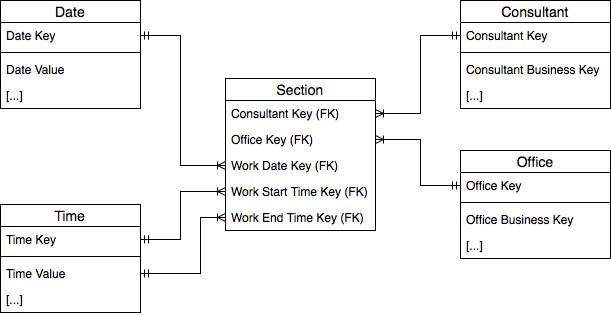 Date
Date Key
Date Value
[...]
Consultant
Consultant Key
Consultant Business Key
[...]
Section
Consultant Key (FK)
Office Key (FK)
Work Date Key (FK)
Work Start Time Key (FK)
Work End Time Key (FK)
Time
Time Key
Time Value
[...]
Office
Office Key
Office Business Key
[...]